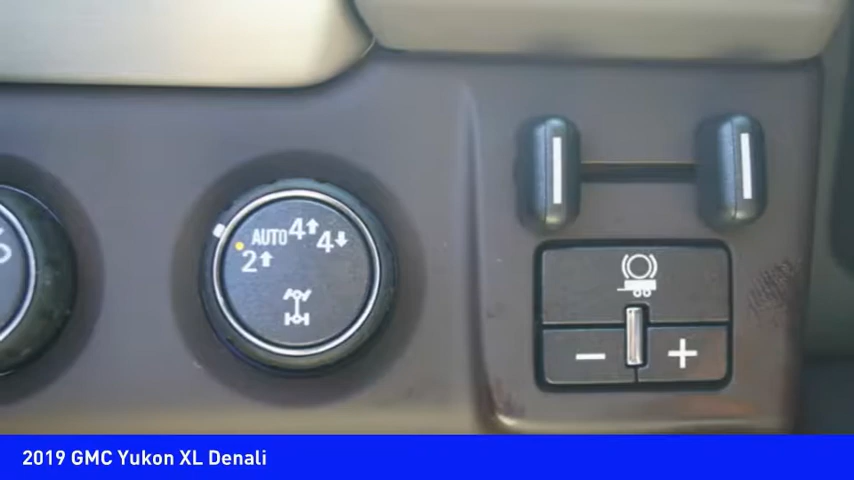 AUTO 4↑
2↑ 4↓
− +
2019 GMC Yukon XL Denali